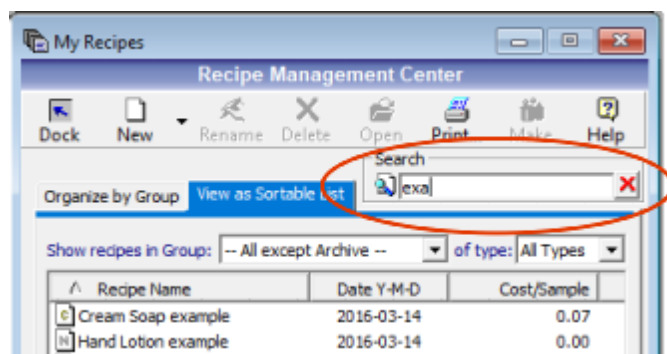 My Recipes
Recipe Management Center
Dock New Rename Delete Open Print... Make Help
Search
exa
Organize by Group View as Sortable List
Show recipes in Group: -- All except Archive -- of type: All Types
Recipe Name Date Y-M-D Cost/Sample
c Cream Soap example 2016-03-14 0.07
N Hand Lotion example 2016-03-14 0.00